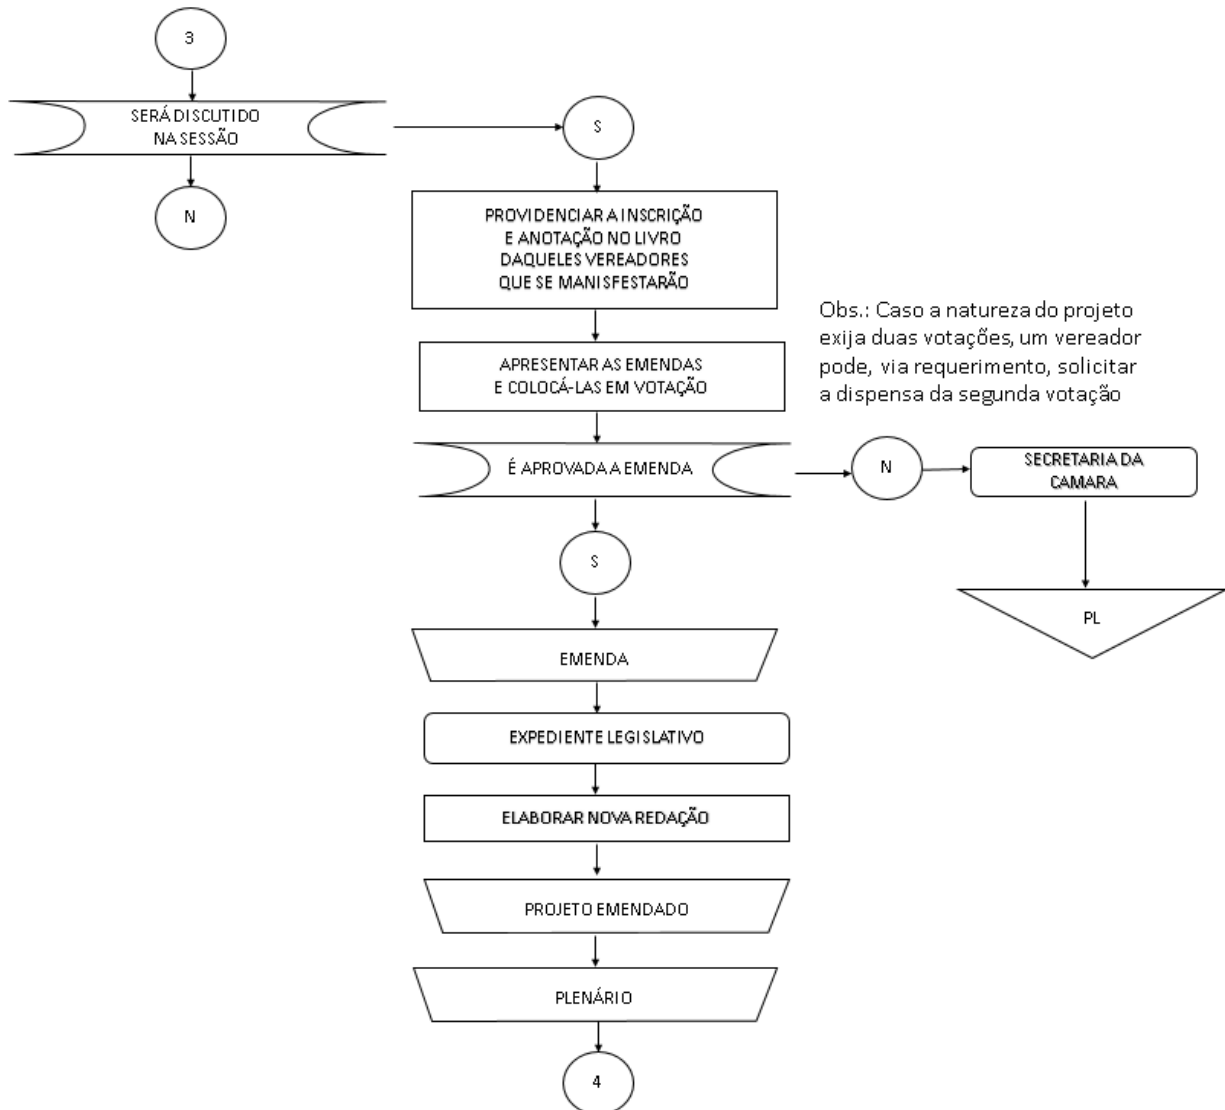 3
SERÁ DISCUTIDO
NA SESSÃO
S
N
PROVIDENCIAR A INSCRIÇÃO
E ANOTAÇÃO NO LIVRO
DAQUELES VEREADORES
QUE SE MANISFESTARÃO
Obs.: Caso a natureza do projeto
exija duas votações, um vereador
pode, via requerimento, solicitar
a dispensa da segunda votação
APRESENTAR AS EMENDAS
E COLOCÁ-LAS EM VOTAÇÃO
É APROVADA A EMENDA
N
SECRETARIA DA
CAMARA
S
PL
EMENDA
EXPEDIENTE LEGISLATIVO
ELABORAR NOVA REDAÇÃO
PROJETO EMENDADO
PLENÁRIO
4